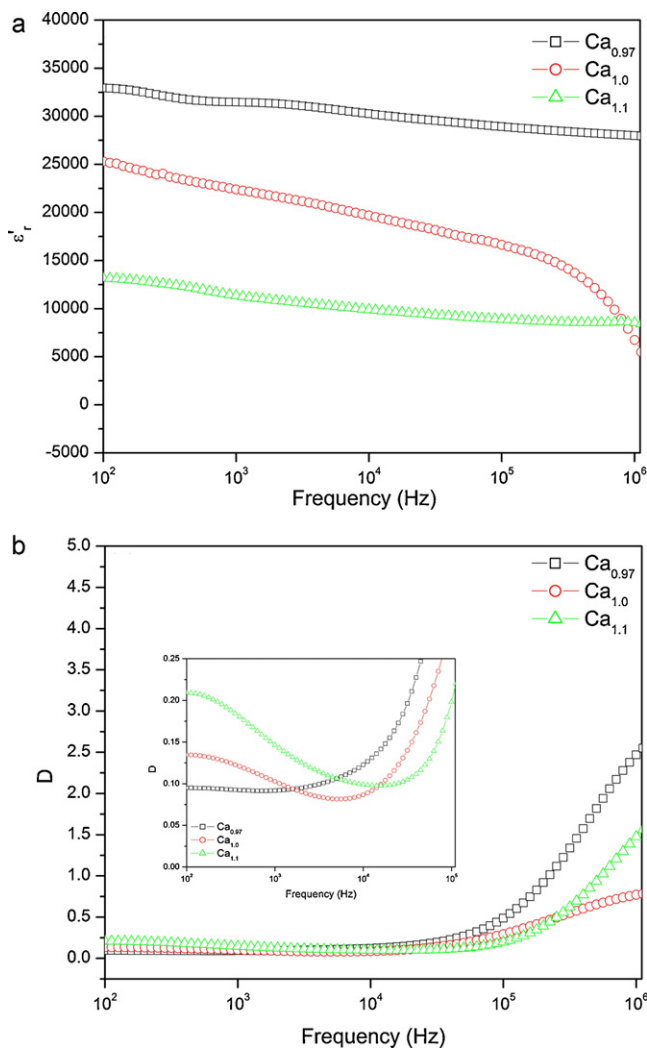 a
40000
35000
30000
25000
20000
15000
10000
5000
0
-5000
ε'r
Ca0.97
Ca1.0
Ca1.1
10² 10³ 10⁴ 10⁵ 10⁶
Frequency (Hz)
b
5.0
4.5
4.0
3.5
3.0
2.5
2.0
1.5
1.0
0.5
0.0
D
Ca0.97
Ca1.0
Ca1.1
0.25
0.20
0.15
0.10
0.05
0.00
D
Ca0.97
Ca1.0
Ca1.1
10² 10³ 10⁴ 10⁵
Frequency (Hz)
10² 10³ 10⁴ 10⁵ 10⁶
Frequency (Hz)